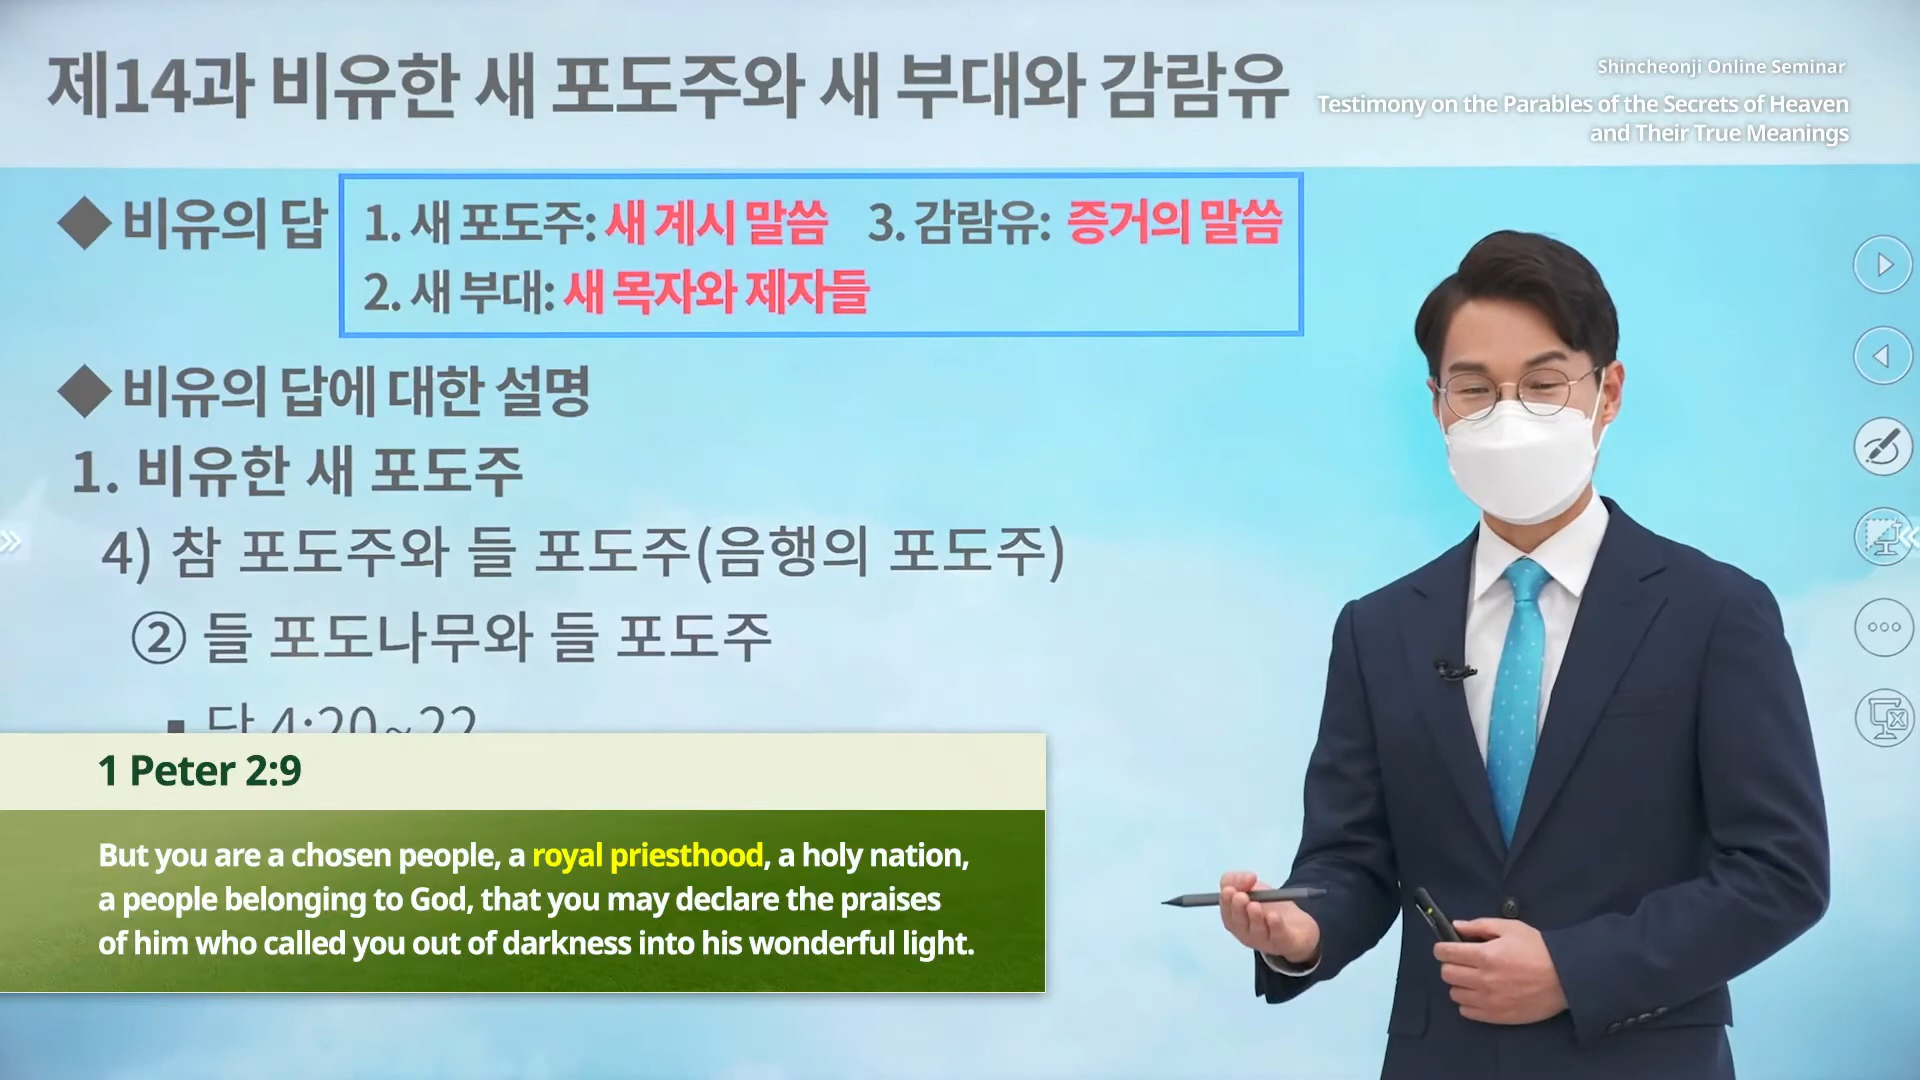 제14과 비유한 새 포도주와 새 부대와 감람유
Shincheonji Online Seminar
Testimony on the Parables of the Secrets of Heaven
and Their True Meanings
◆비유의 답
1. 새 포도주: 새 계시 말씀 3. 감람유: 증거의 말씀
2. 새 부대: 새 목자와 제자들
◆비유의 답에 대한 설명
1. 비유한 새 포도주
4) 참 포도주와 들 포도주(음행의 포도주)
② 들 포도나무와 들 포도주
▪ 단 4:20~22
1 Peter 2:9
But you are a chosen people, a royal priesthood, a holy nation,
a people belonging to God, that you may declare the praises
of him who called you out of darkness into his wonderful light.